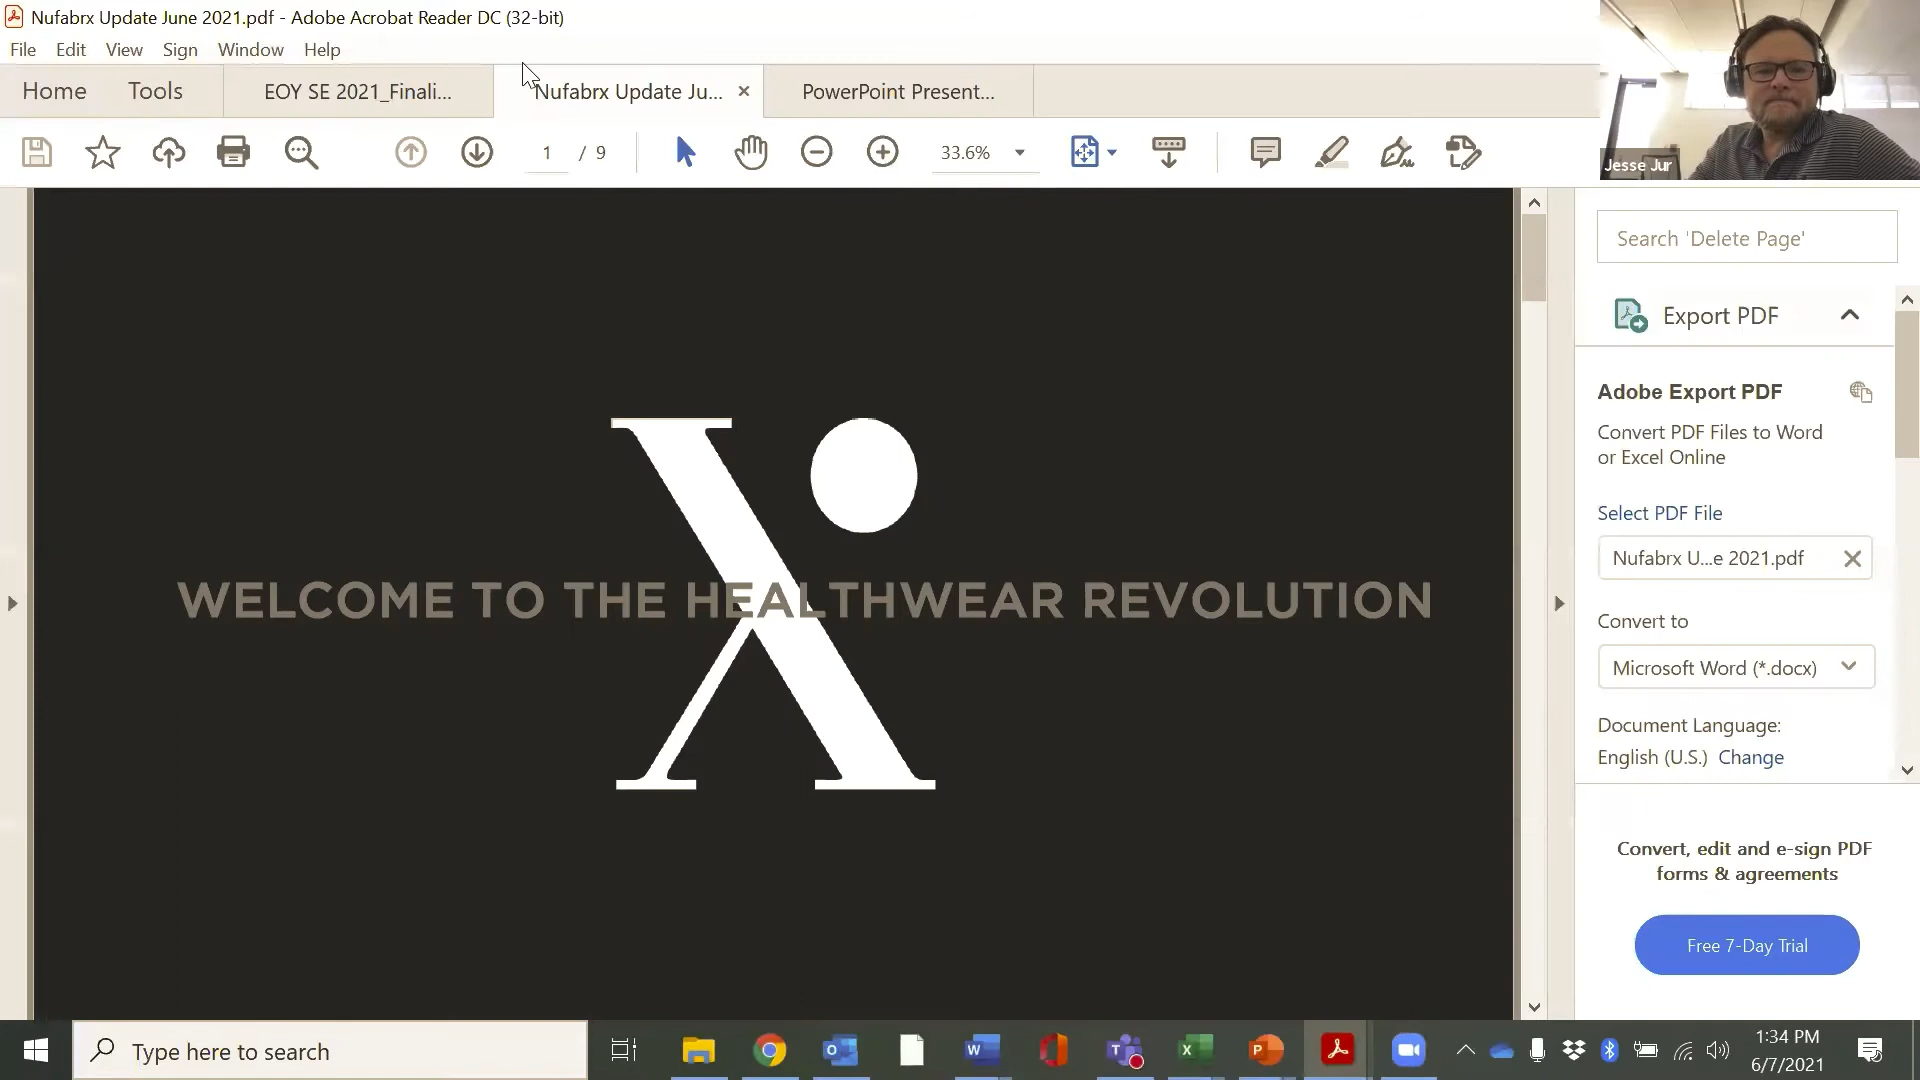 Nufabrx Update June 2021.pdf - Adobe Acrobat Reader DC (32-bit)
File Edit View Sign Window Help
Home Tools EOY SE 2021_Finali... Nufabrx Update Ju... PowerPoint Present...
1 / 9 33.6%
Jesse Jur
Search 'Delete Page'
Export PDF
Adobe Export PDF
Convert PDF Files to Word
or Excel Online
Select PDF File
Nufabrx U...e 2021.pdf
Convert to
Microsoft Word (*.docx)
Document Language:
English (U.S.) Change
Convert, edit and e-sign PDF
forms & agreements
Free 7-Day Trial
WELCOME TO THE HEALTHWEAR REVOLUTION
Type here to search
1:34 PM
6/7/2021